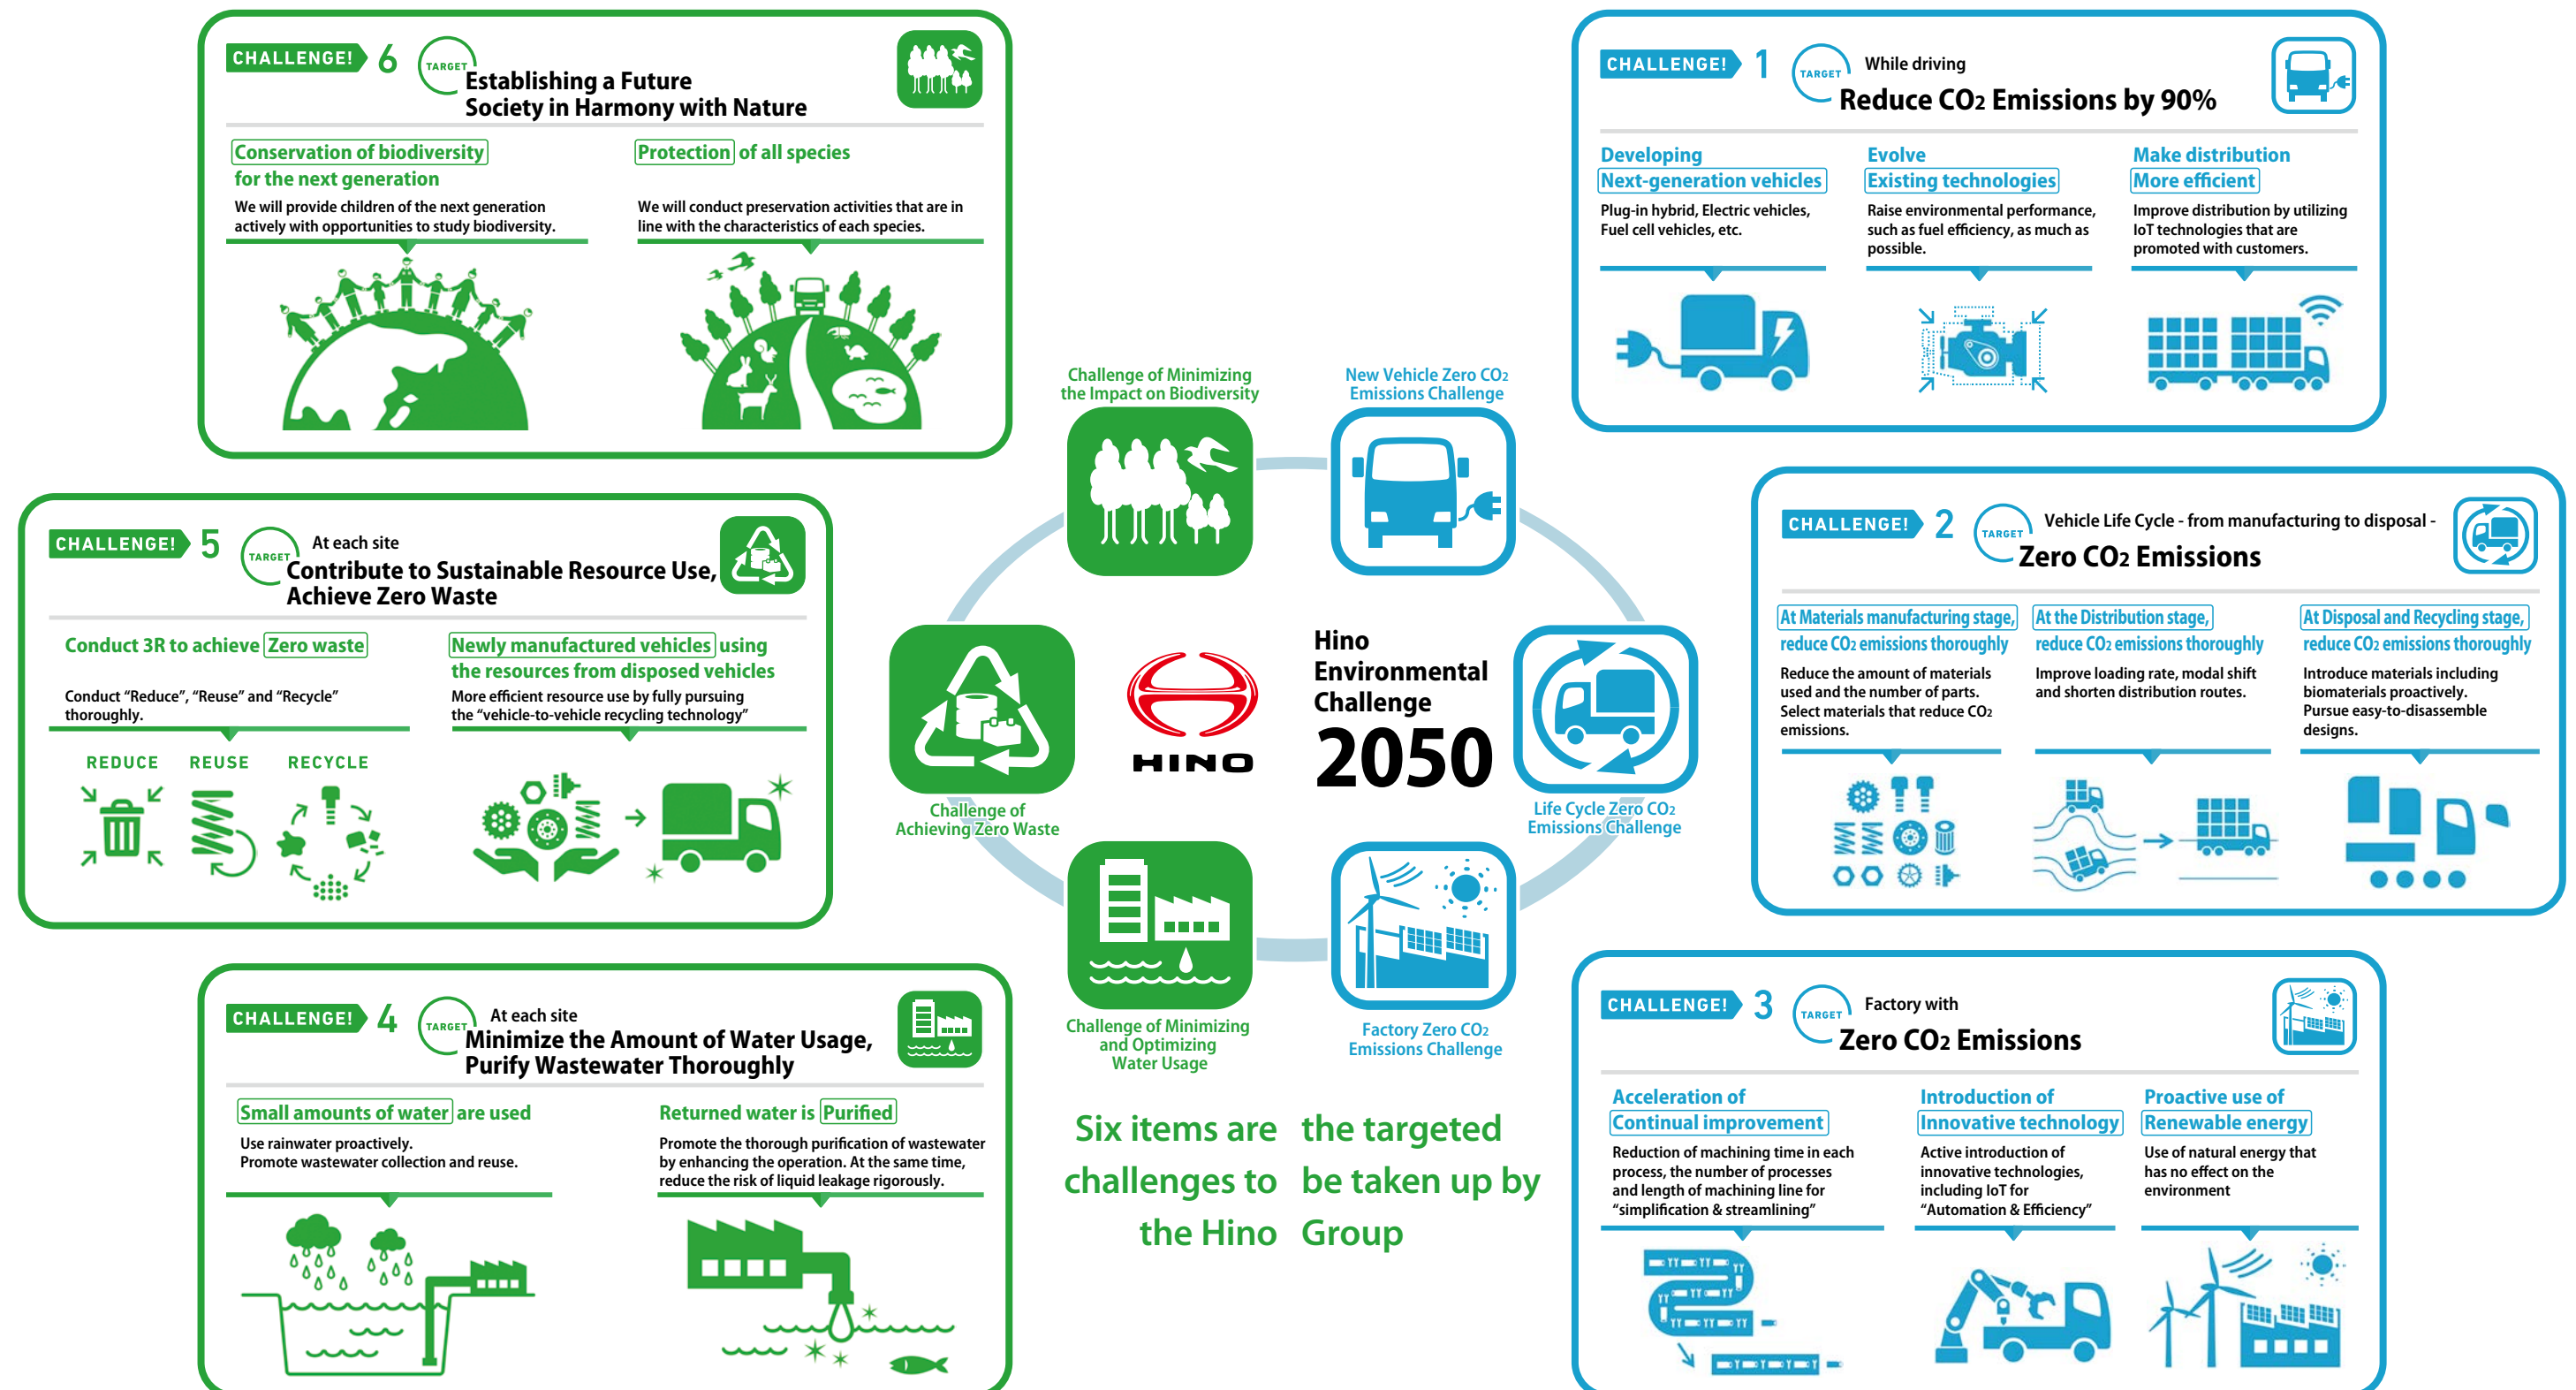 CHALLENGE! 6
TARGET
Establishing a Future
Society in Harmony with Nature
Conservation of biodiversity
for the next generation
We will provide children of the next generation
actively with opportunities to study biodiversity.
Protection of all species
We will conduct preservation activities that are in
line with the characteristics of each species.
CHALLENGE! 1
TARGET
While driving
Reduce CO2 Emissions by 90%
Developing
Next-generation vehicles
Plug-in hybrid, Electric vehicles,
Fuel cell vehicles, etc.
Evolve
Existing technologies
Raise environmental performance,
such as fuel efficiency, as much as
possible.
Make distribution
More efficient
Improve distribution by utilizing
IoT technologies that are
promoted with customers.
CHALLENGE! 5
TARGET
At each site
Contribute to Sustainable Resource Use,
Achieve Zero Waste
Conduct 3R to achieve Zero waste
Conduct “Reduce”, “Reuse” and “Recycle”
thoroughly.
REDUCE REUSE RECYCLE
Newly manufactured vehicles using
the resources from disposed vehicles
More efficient resource use by fully pursuing
the “vehicle-to-vehicle recycling technology”
Challenge of Minimizing
the Impact on Biodiversity
New Vehicle Zero CO2
Emissions Challenge
HINO
Hino
Environmental
Challenge
2050
Challenge of
Achieving Zero Waste
Life Cycle Zero CO2
Emissions Challenge
Challenge of Minimizing
and Optimizing
Water Usage
Factory Zero CO2
Emissions Challenge
CHALLENGE! 2
TARGET
Vehicle Life Cycle - from manufacturing to disposal -
Zero CO2 Emissions
At Materials manufacturing stage,
reduce CO2 emissions thoroughly
Reduce the amount of materials
used and the number of parts.
Select materials that reduce CO2
emissions.
At the Distribution stage,
reduce CO2 emissions thoroughly
Improve loading rate, modal shift
and shorten distribution routes.
At Disposal and Recycling stage,
reduce CO2 emissions thoroughly
Introduce materials including
biomaterials proactively.
Pursue easy-to-disassemble
designs.
CHALLENGE! 4
TARGET
At each site
Minimize the Amount of Water Usage,
Purify Wastewater Thoroughly
Small amounts of water are used
Use rainwater proactively.
Promote wastewater collection and reuse.
Returned water is Purified
Promote the thorough purification of wastewater
by enhancing the operation. At the same time,
reduce the risk of liquid leakage rigorously.
Six items are the targeted
challenges to be taken up by
the Hino Group
CHALLENGE! 3
TARGET
Factory with
Zero CO2 Emissions
Acceleration of
Continual improvement
Reduction of machining time in each
process, the number of processes
and length of machining line for
“simplification & streamlining”
Introduction of
Innovative technology
Active introduction of
innovative technologies,
including IoT for
“Automation & Efficiency”
Proactive use of
Renewable energy
Use of natural energy that
has no effect on the
environment